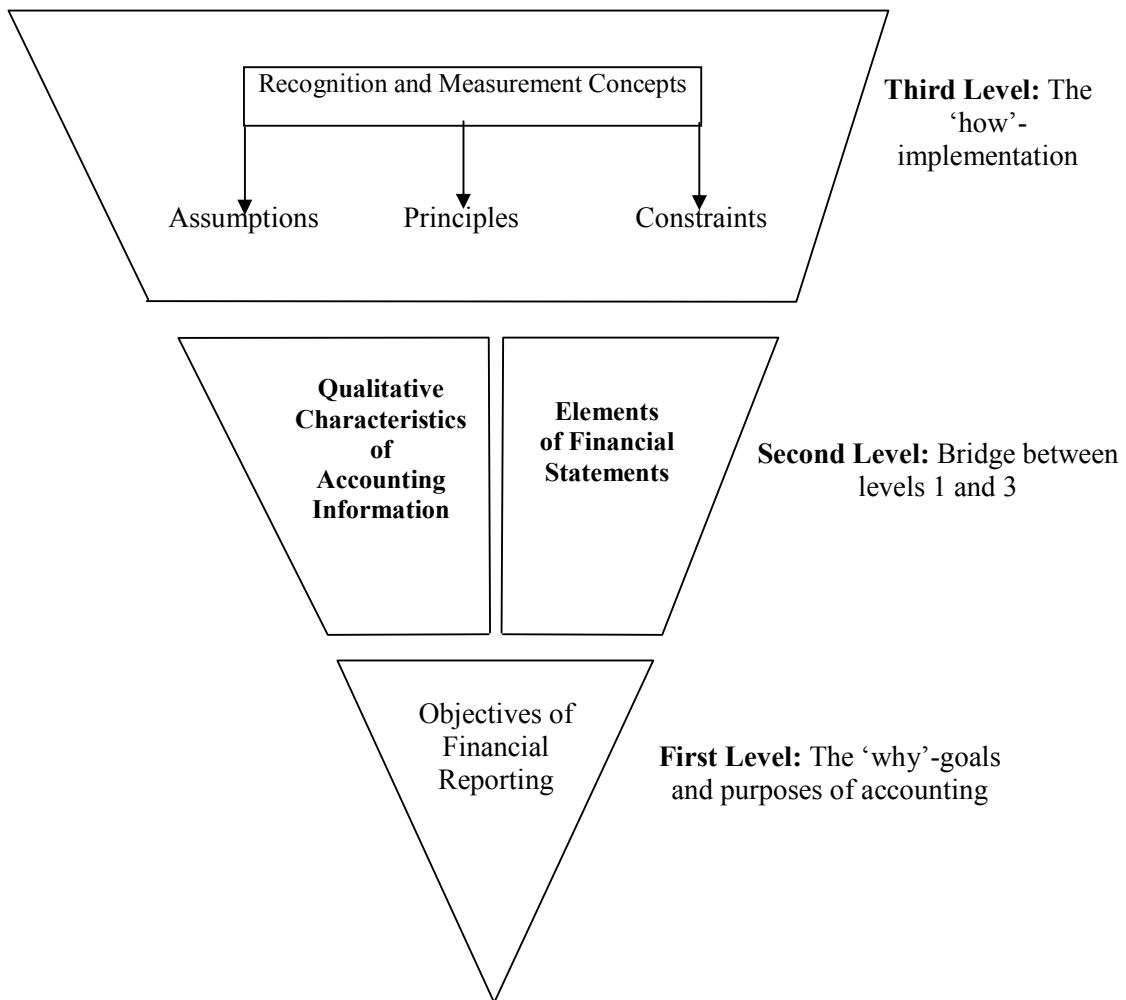 Recognition and Measurement Concepts
Assumptions
Principles
Constraints
Third Level: The
‘how’-
implementation
Qualitative
Characteristics
of
Accounting
Information
Elements
of Financial
Statements
Second Level: Bridge between
levels 1 and 3
Objectives of
Financial
Reporting
First Level: The ‘why’-goals
and purposes of accounting